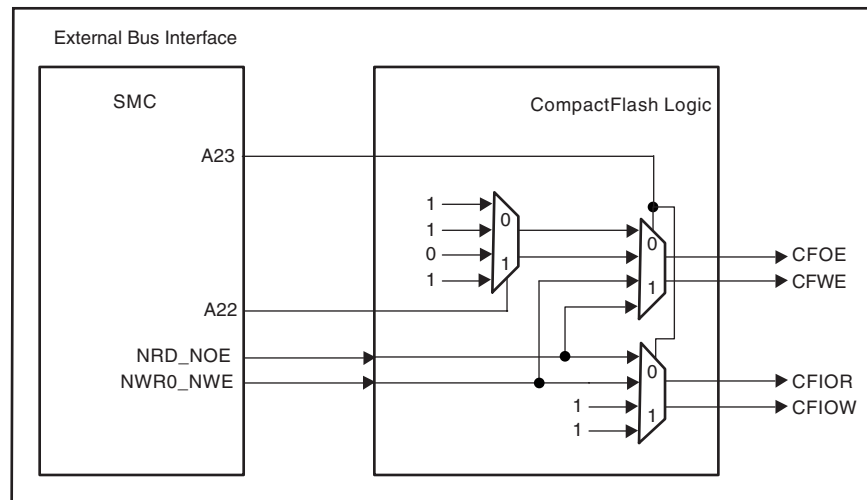 External Bus Interface
SMC
CompactFlash Logic
A23
1
1
0
1
0
1
0
1
CFOE
CFWE
A22
NRD_NOE
NWR0_NWE
0
1
1
1
CFIOR
CFIOW